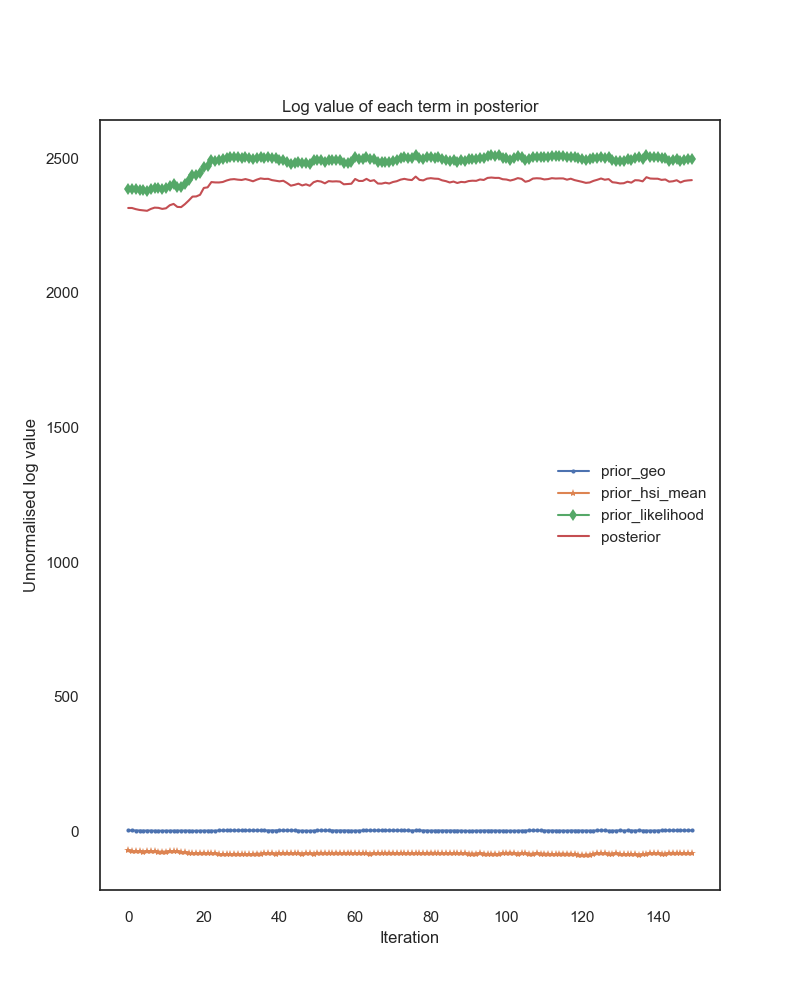 Log value of each term in posterior
2500
2000
1500
1000
500
0
Unnormalised log value
prior_geo
prior_hsi_mean
prior_likelihood
posterior
0 20 40 60 80 100 120 140
Iteration